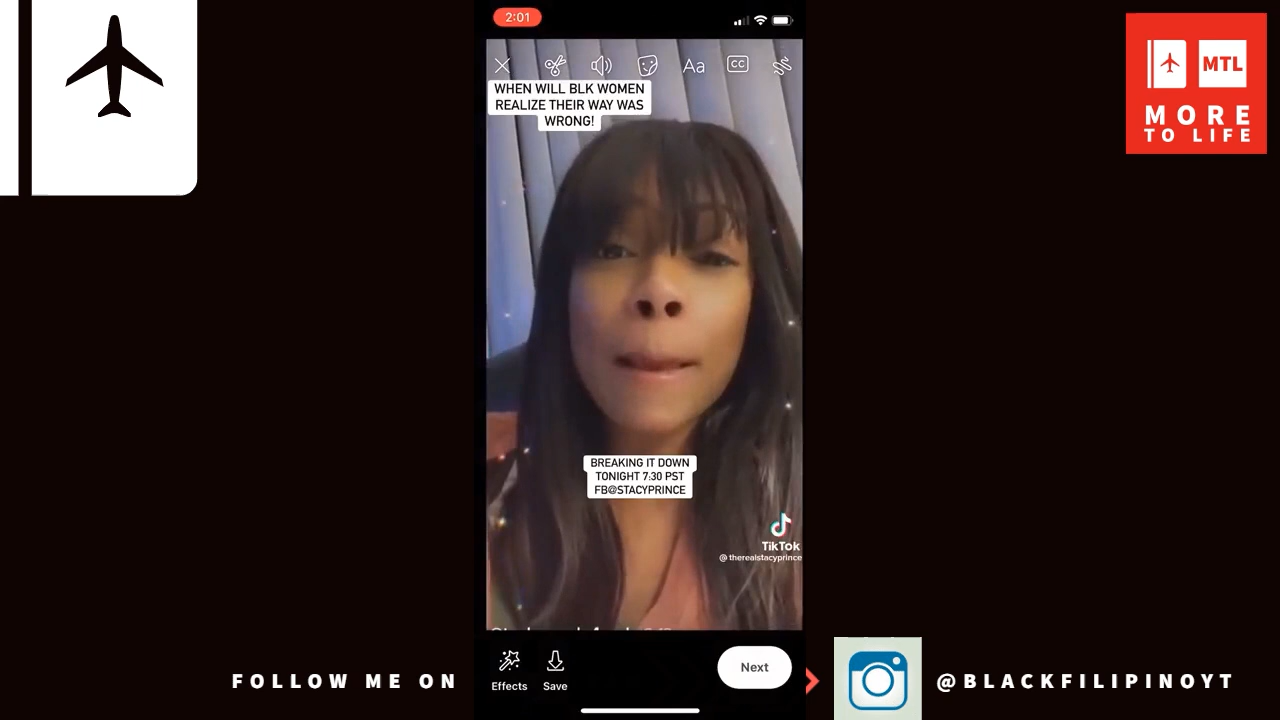 2:01
Aa
CC
WHEN WILL BLK WOMEN
REALIZE THEIR WAY WAS
WRONG!
MTL
MORE
TO LIFE
BREAKING IT DOWN
TONIGHT 7:30 PST
FB@STACYPRINCE
TikTok
@therealstacyprince
Effects
Save
Next
FOLLOW ME ON
@BLACKFILIPINOYT